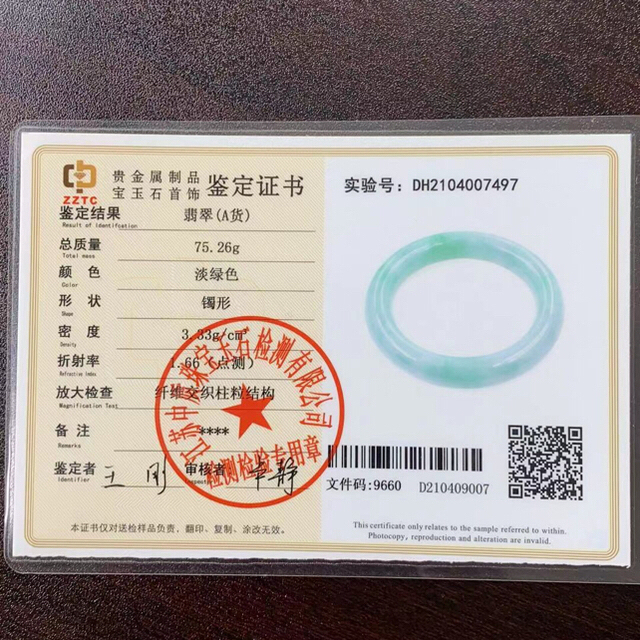 ZZTC
贵金属制品
宝玉石首饰
鉴定证书
鉴定结果 翡翠(A货)
Result of identifcation
总质量 75.26g
Total mass
颜 色 淡绿色
Color
形 状 镯形
Shape
密 度 3.33g/cm³
Density
折射率 1.66（点测）
Refractive Index
放大检查 纤维交织柱粒结构
Magnification Test
备 注 ****
Remarks
鉴定者 王刚 审核者
Identifier
本证书仅对送检样品负责，翻印、复制、涂改无效。
检测检验专用章
实验号：DH2104007497
文件码:9660 D210409007
This certificate only relates to the sample referred to within.
Photocopy, reproduction and alteration are invalid.